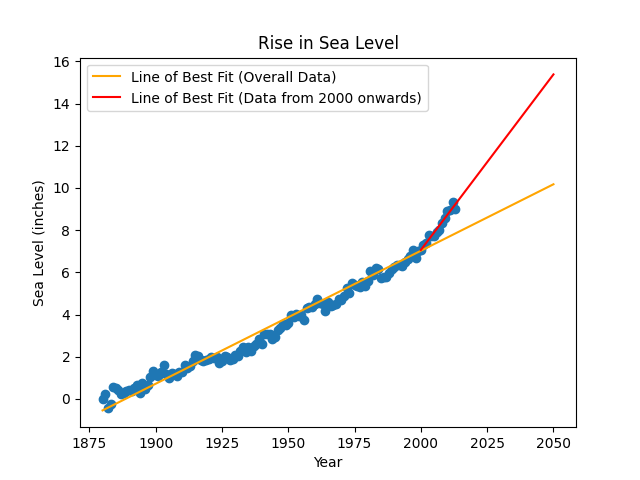 Rise in Sea Level
Line of Best Fit (Overall Data)
Line of Best Fit (Data from 2000 onwards)
Sea Level (inches)
16
14
12
10
8
6
4
2
0
1875 1900 1925 1950 1975 2000 2025 2050
Year